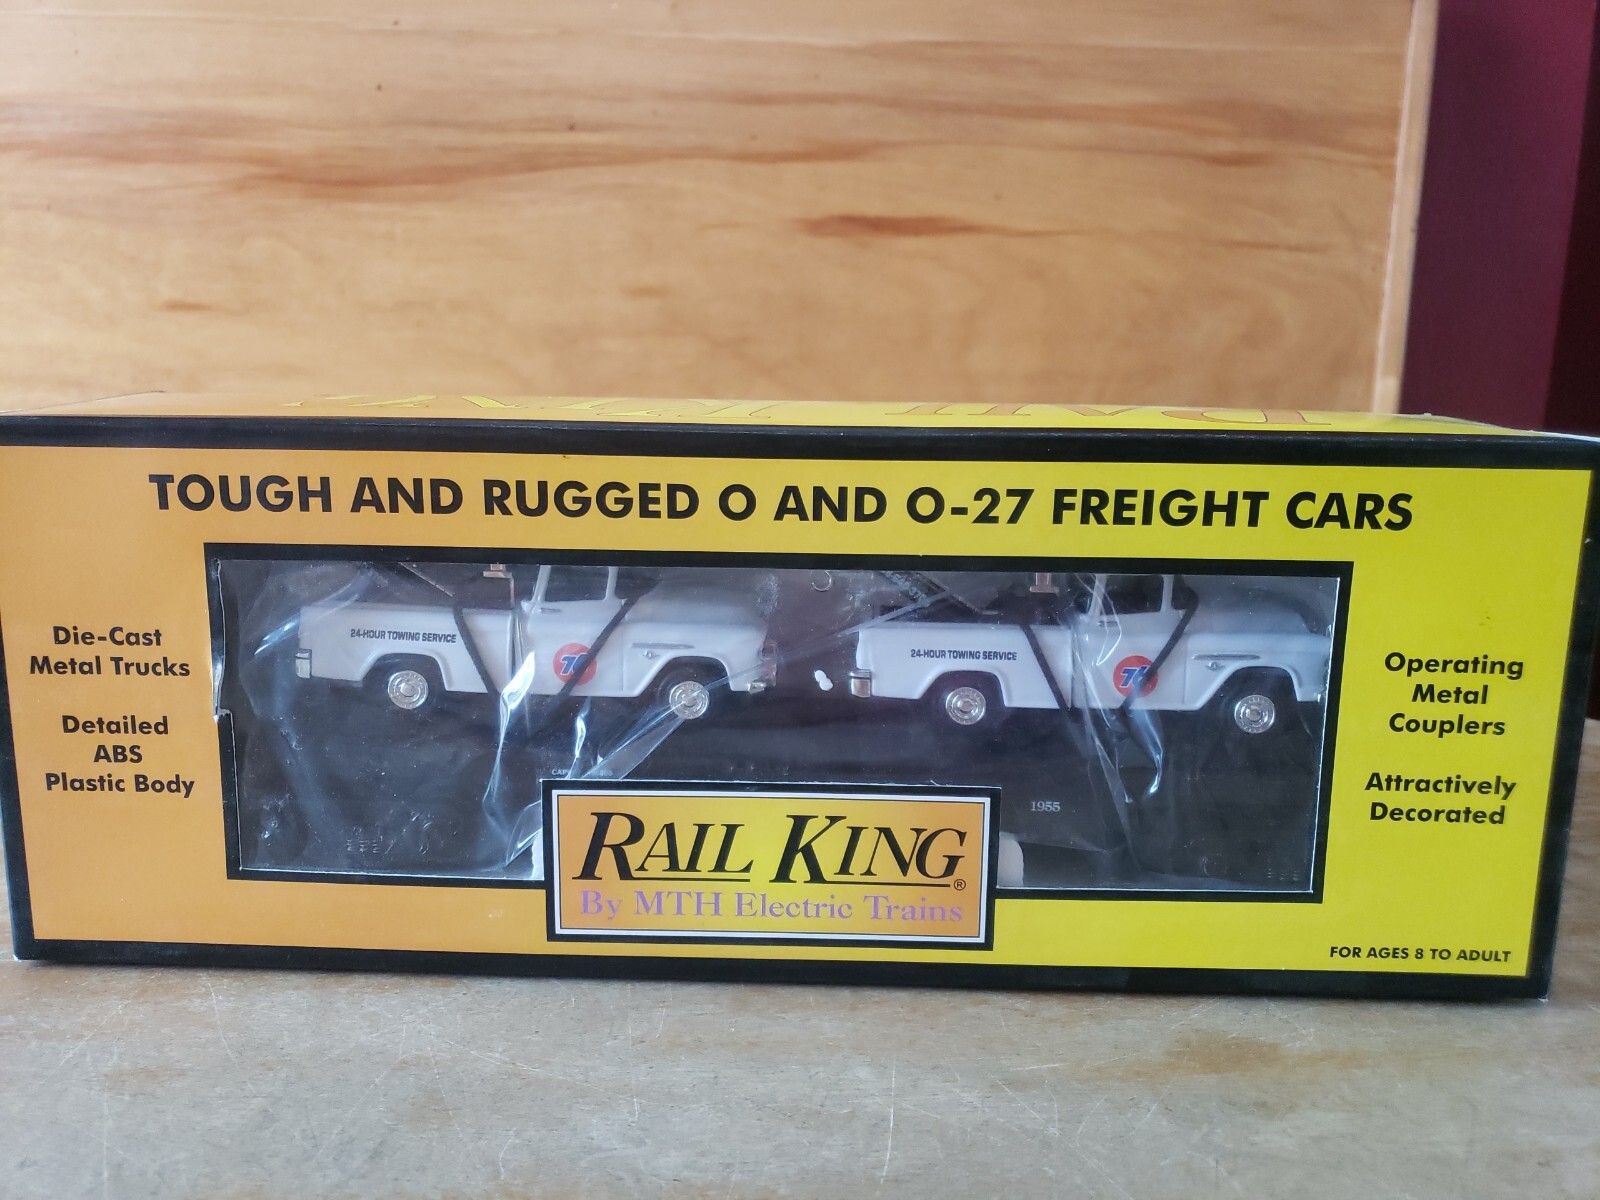 TOUGH AND RUGGED O AND O-27 FREIGHT CARS
Die-Cast
Metal Trucks
Detailed
ABS
Plastic Body
24-HOUR TOWING SERVICE
76
24-HOUR TOWING SERVICE
76
1955
Operating
Metal
Couplers
Attractively
Decorated
RAIL KING®
By MTH Electric Trains
FOR AGES 8 TO ADULT